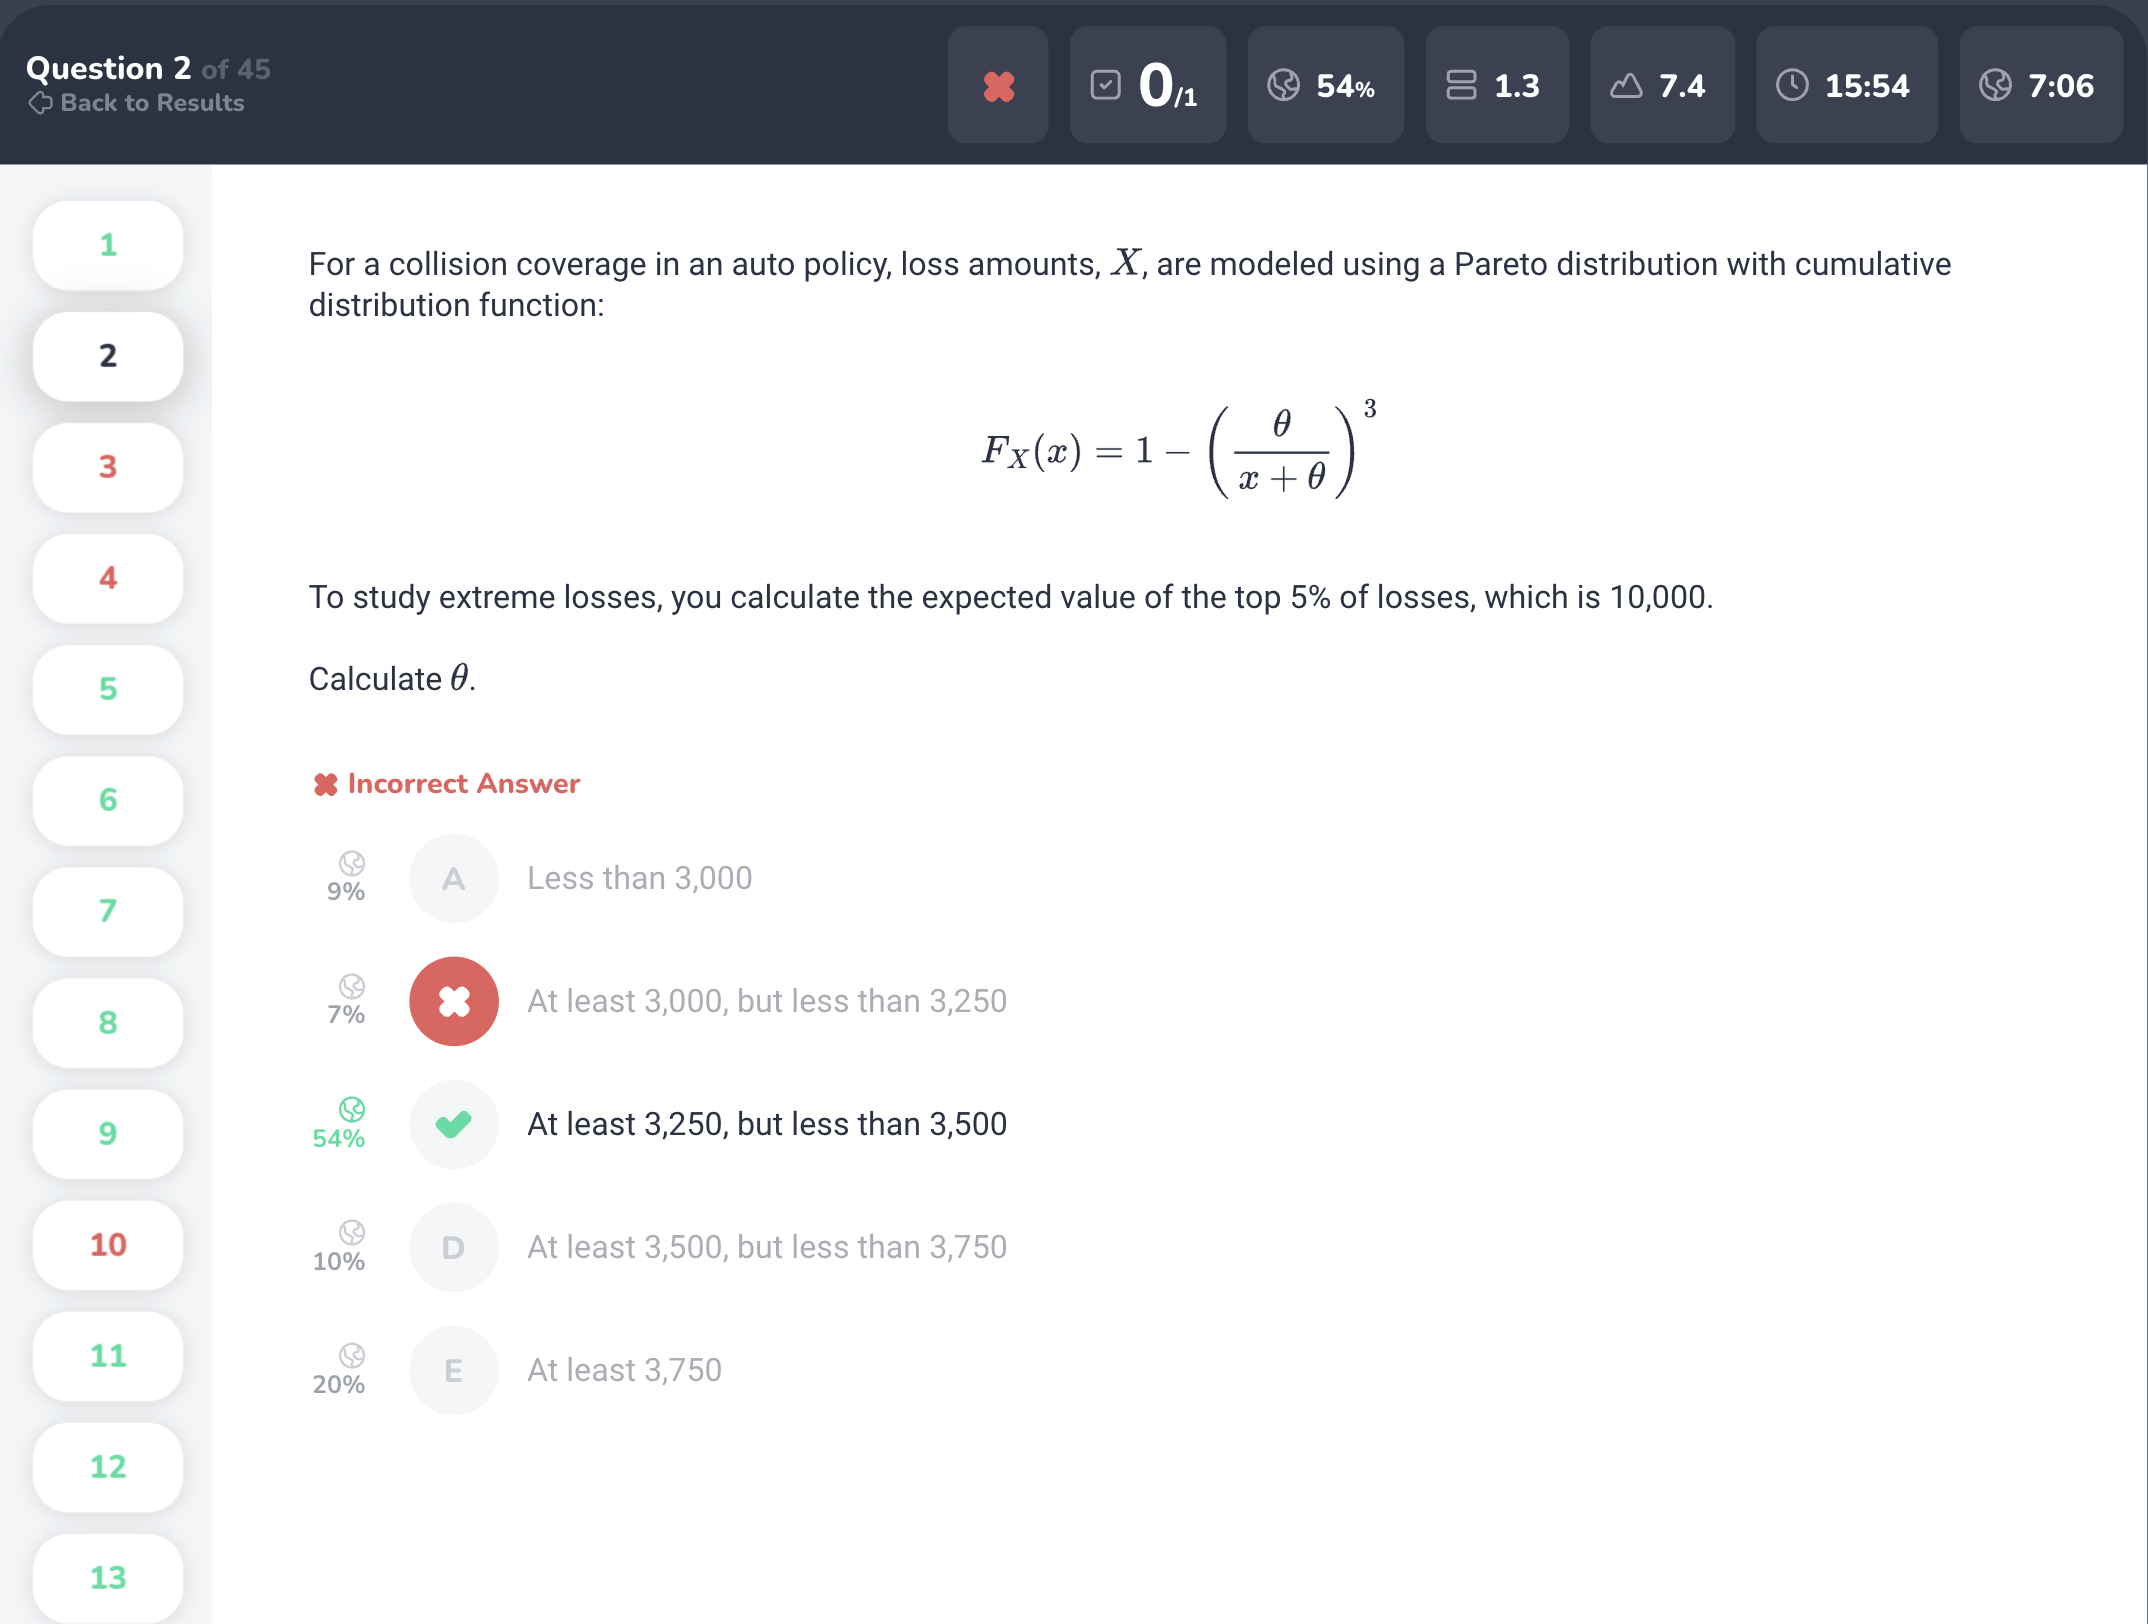 Question 2 of 45
Back to Results
0/1
54%
1.3
7.4
15:54
7:06
1
2
3
4
5
6
7
8
9
10
11
12
13
For a collision coverage in an auto policy, loss amounts, X, are modeled using a Pareto distribution with cumulative
distribution function:
F_X(x) = 1 − (θ / (x + θ))^3
To study extreme losses, you calculate the expected value of the top 5% of losses, which is 10,000.
Calculate θ.
Incorrect Answer
9% A Less than 3,000
7% At least 3,000, but less than 3,250
54% At least 3,250, but less than 3,500
10% D At least 3,500, but less than 3,750
20% E At least 3,750